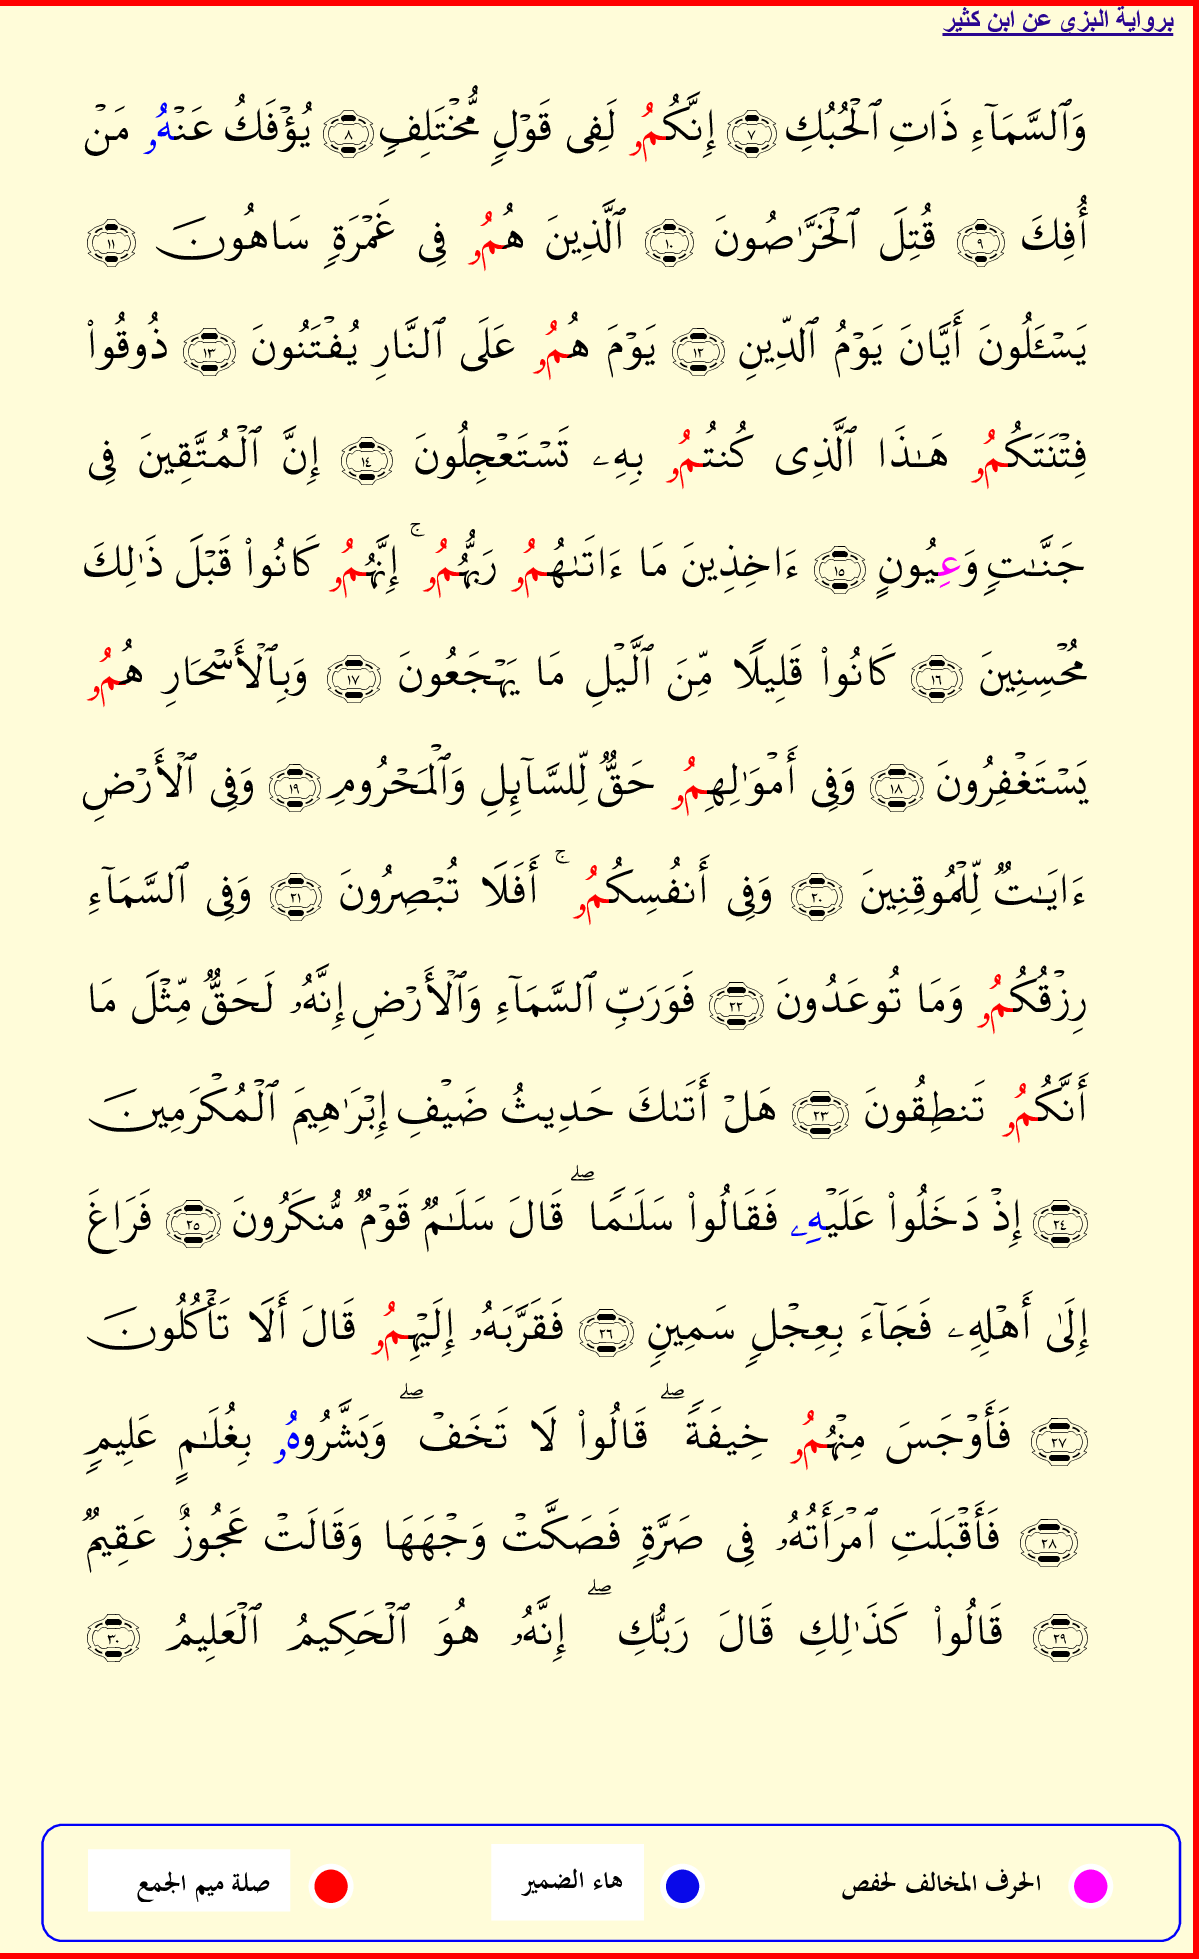 برواية البزي عن ابن كثير
وَٱلسَّمَآءِ ذَاتِ ٱلۡحُبُكِ ٧ إِنَّكُمُۥ لَفِى قَوۡلٖ مُّخۡتَلِفٖ ٨ يُؤۡفَكُ عَنۡهُۥ مَنۡ
أُفِكَ ٩ قُتِلَ ٱلۡخَرَّٰصُونَ ١٠ ٱلَّذِينَ هُمُۥ فِى غَمۡرَةٖ سَاهُونَ ١١
يَسۡـَٔلُونَ أَيَّانَ يَوۡمُ ٱلدِّينِ ١٢ يَوۡمَ هُمُۥ عَلَى ٱلنَّارِ يُفۡتَنُونَ ١٣ ذُوقُواْ
فِتۡنَتَكُمُۥ هَـٰذَا ٱلَّذِى كُنتُمُۥ بِهِۦ تَسۡتَعۡجِلُونَ ١٤ إِنَّ ٱلۡمُتَّقِينَ فِى
جَنَّـٰتٖ وَعِيُونٍ ١٥ ءَاخِذِينَ مَا ءَاتَىٰهُمُۥ رَبُّهُمُۥۚ إِنَّهُمُۥ كَانُواْ قَبۡلَ ذَٰلِكَ
مُحۡسِنِينَ ١٦ كَانُواْ قَلِيلٗا مِّنَ ٱلَّيۡلِ مَا يَهۡجَعُونَ ١٧ وَبِٱلۡأَسۡحَارِ هُمُۥ
يَسۡتَغۡفِرُونَ ١٨ وَفِى أَمۡوَٰلِهِمُۥ حَقّٞ لِّلسَّآئِلِ وَٱلۡمَحۡرُومِ ١٩ وَفِى ٱلۡأَرۡضِ
ءَايَـٰتٞ لِّلۡمُوقِنِينَ ٢٠ وَفِى أَنفُسِكُمُۥۚ أَفَلَا تُبۡصِرُونَ ٢١ وَفِى ٱلسَّمَآءِ
رِزۡقُكُمُۥ وَمَا تُوعَدُونَ ٢٢ فَوَرَبِّ ٱلسَّمَآءِ وَٱلۡأَرۡضِ إِنَّهُۥ لَحَقّٞ مِّثۡلَ مَا
أَنَّكُمُۥ تَنطِقُونَ ٢٣ هَلۡ أَتَىٰكَ حَدِيثُ ضَيۡفِ إِبۡرَٰهِيمَ ٱلۡمُكۡرَمِينَ
٢٤ إِذۡ دَخَلُواْ عَلَيۡهِۦ فَقَالُواْ سَلَـٰمٗاۖ قَالَ سَلَـٰمٞ قَوۡمٞ مُّنكَرُونَ ٢٥ فَرَاغَ
إِلَىٰ أَهۡلِهِۦ فَجَآءَ بِعِجۡلٖ سَمِينٖ ٢٦ فَقَرَّبَهُۥ إِلَيۡهِمُۥ قَالَ أَلَا تَأۡكُلُونَ
٢٧ فَأَوۡجَسَ مِنۡهُمُۥ خِيفَةٗۖ قَالُواْ لَا تَخَفۡۖ وَبَشَّرُوهُۥ بِغُلَـٰمٍ عَلِيمٖ
٢٨ فَأَقۡبَلَتِ ٱمۡرَأَتُهُۥ فِى صَرَّةٖ فَصَكَّتۡ وَجۡهَهَا وَقَالَتۡ عَجُوزٌ عَقِيمٞ
٢٩ قَالُواْ كَذَٰلِكِ قَالَ رَبُّكِۖ إِنَّهُۥ هُوَ ٱلۡحَكِيمُ ٱلۡعَلِيمُ ٣٠
الحرف المخالف لحفص هاء الضمير صلة ميم الجمع